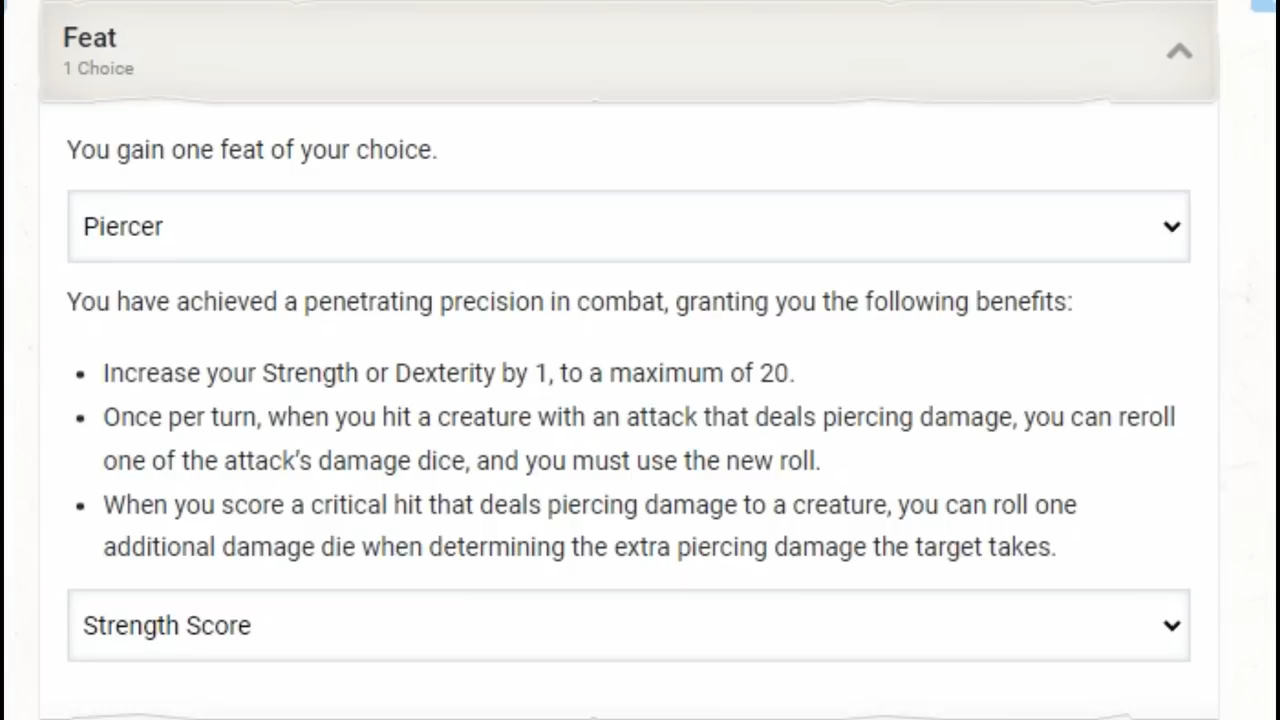 Feat
1 Choice
You gain one feat of your choice.
Piercer
You have achieved a penetrating precision in combat, granting you the following benefits:
• Increase your Strength or Dexterity by 1, to a maximum of 20.
• Once per turn, when you hit a creature with an attack that deals piercing damage, you can reroll
one of the attack’s damage dice, and you must use the new roll.
• When you score a critical hit that deals piercing damage to a creature, you can roll one
additional damage die when determining the extra piercing damage the target takes.
Strength Score